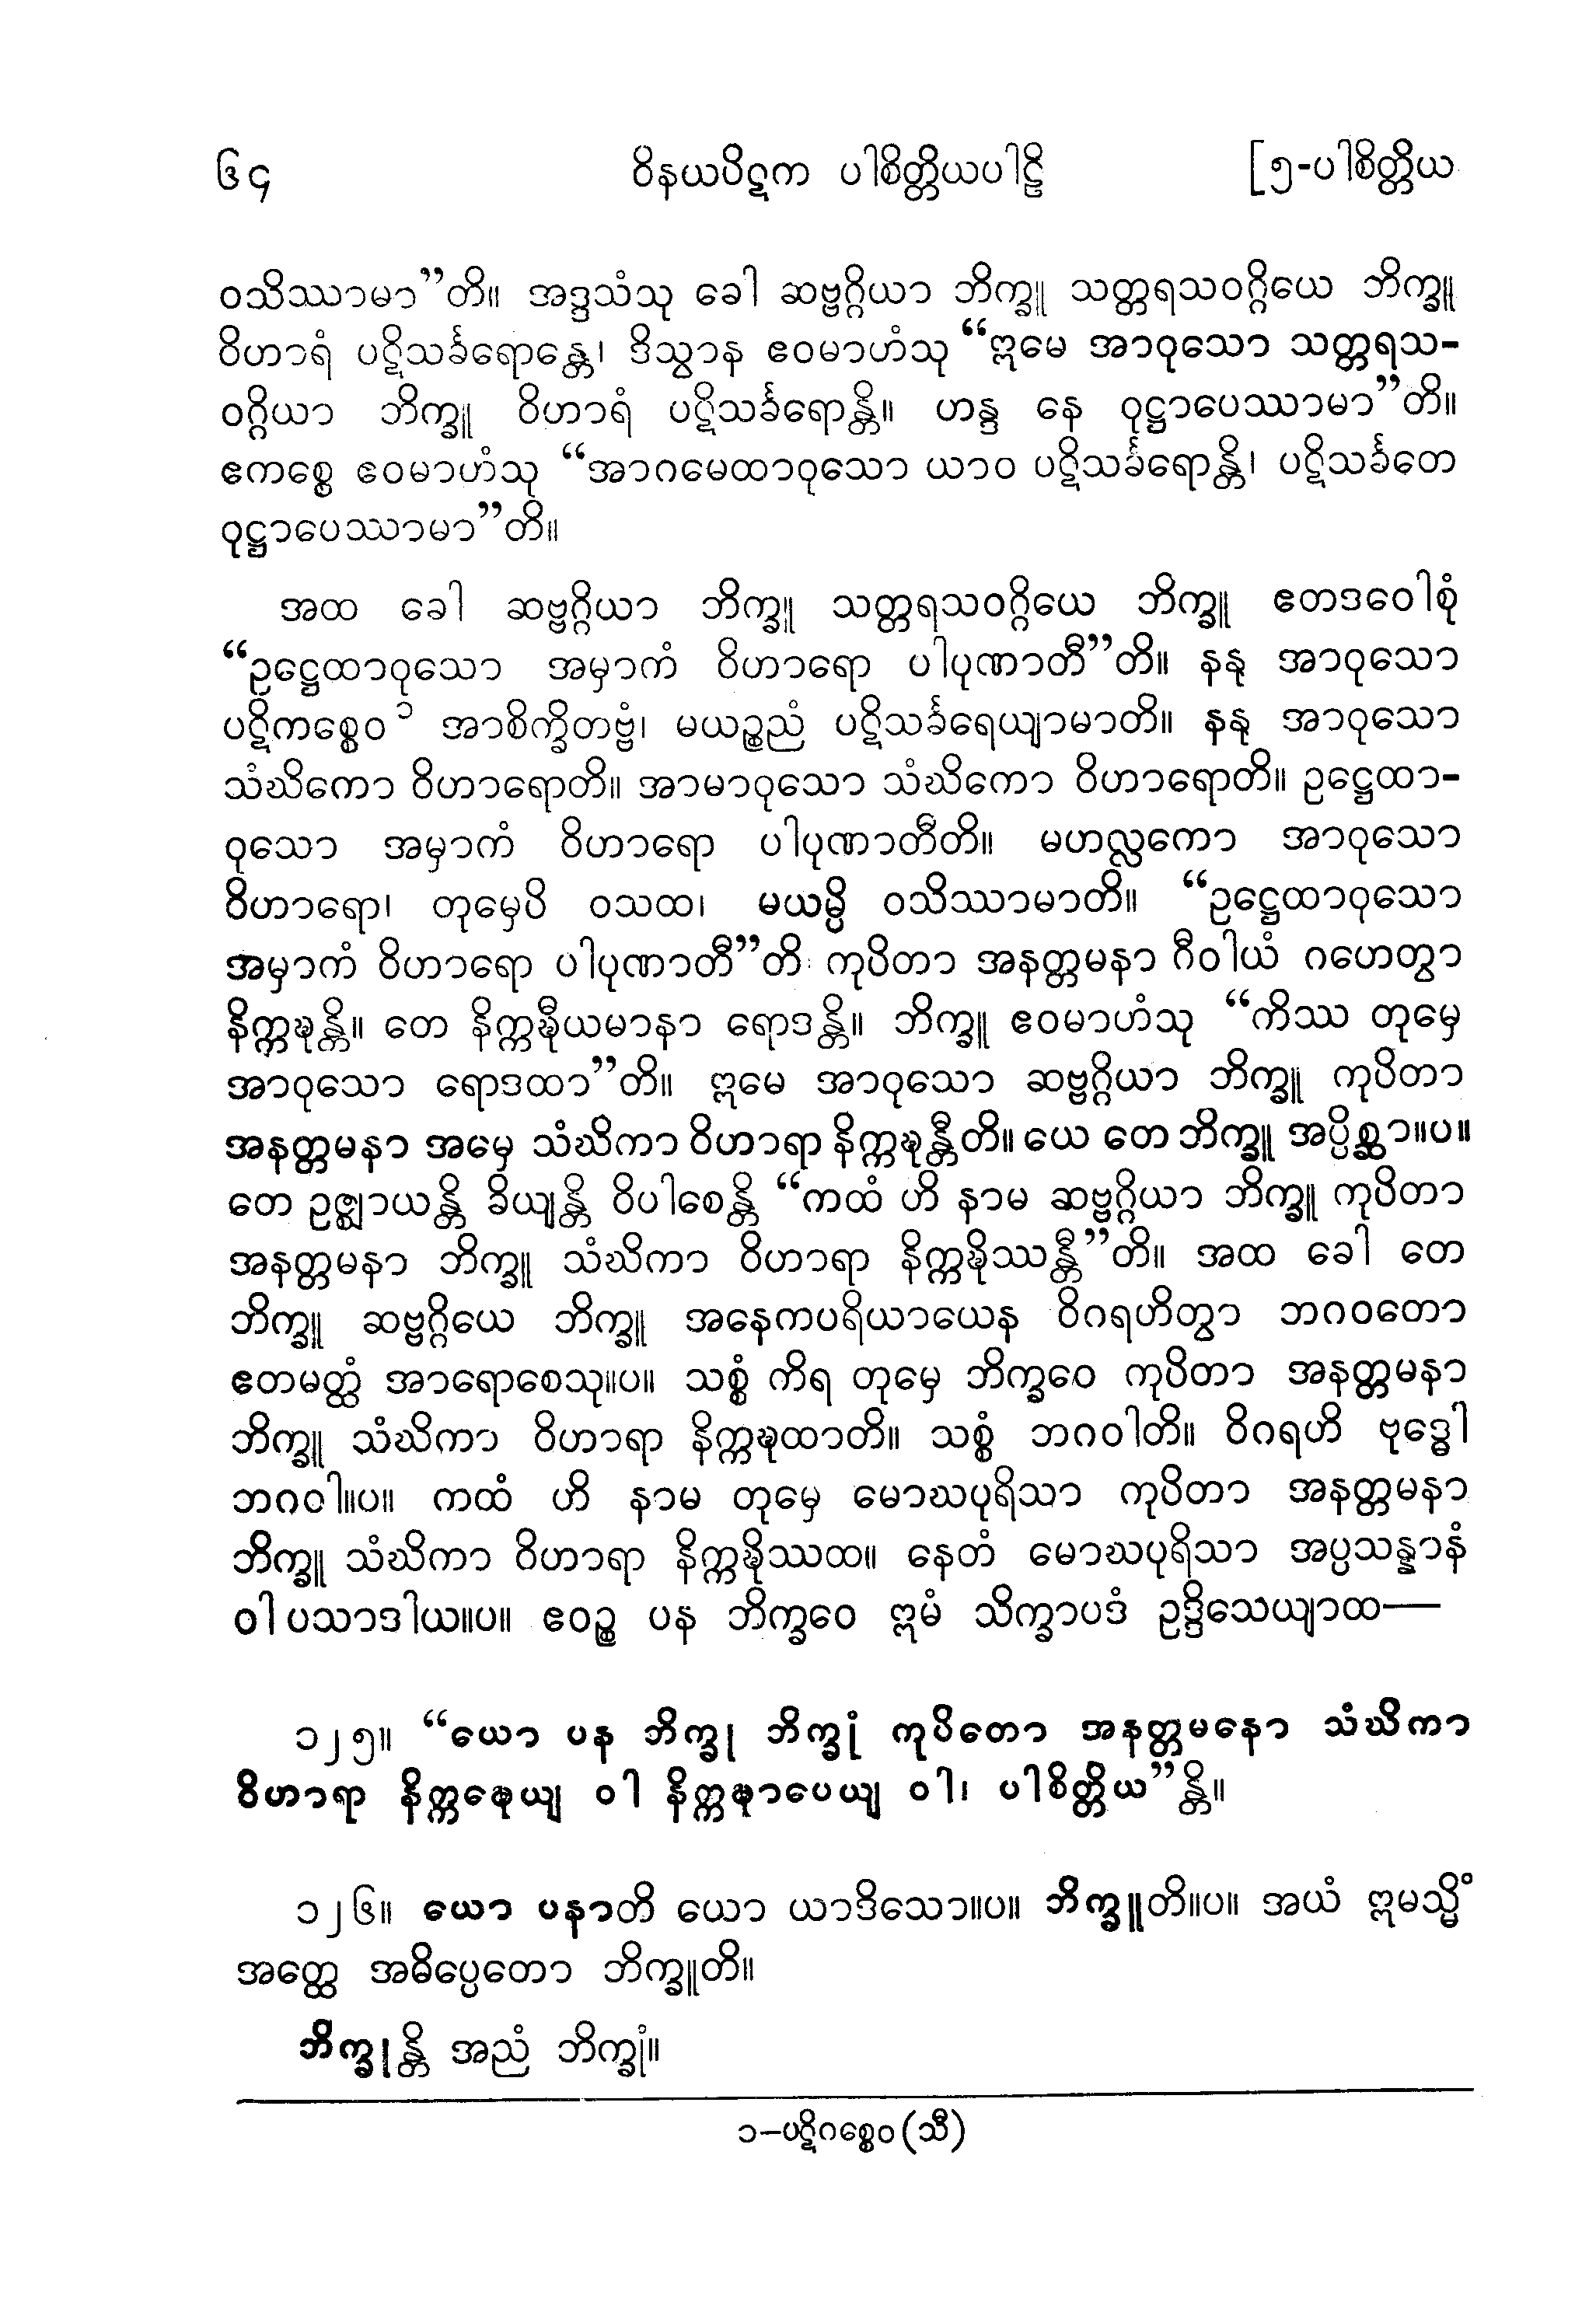 ၆၄ ဝိနယပိဋက ပါစိတ္တိယပါဠိ [၅-ပါစိတ္တိယ
ဝသိဿာမာ”တိ။ အဒ္ဒသံသု ခေါ ဆဗ္ဗဂ္ဂိယာ ဘိက္ခူ သတ္တရသဝဂ္ဂိယေ ဘိက္ခူ
ဝိဟာရံ ပဋိသင်္ခရောန္တေ၊ ဒိသွာန ဧဝမာဟံသု “ဣမေ အာဝုသော သတ္တရသ-
ဝဂ္ဂိယာ ဘိက္ခူ ဝိဟာရံ ပဋိသင်္ခရောန္တိ။ ဟန္ဒ နေ ဝုဋ္ဌာပေဿာမာ”တိ။
ဧကစ္စေ ဧဝမာဟံသု “အာဂမေထာဝုသော ယာဝ ပဋိသင်္ခရောန္တိ၊ ပဋိသင်္ခတေ
ဝုဋ္ဌာပေဿာမာ”တိ။
အထ ခေါ ဆဗ္ဗဂ္ဂိယာ ဘိက္ခူ သတ္တရသဝဂ္ဂိယေ ဘိက္ခူ ဧတဒဝေါစုံ
“ဥဋ္ဌေထာဝုသော အမှာကံ ဝိဟာရော ပါပုဏာတီ”တိ။ နနု အာဝုသော
ပဋိကစ္စေဝ ၁ အာစိက္ခိတဗ္ဗံ၊ မယဉ္စညံ ပဋိသင်္ခရေယျာမာတိ။ နနု အာဝုသော
သံဃိကော ဝိဟာရောတိ။ အာမာဝုသော သံဃိကော ဝိဟာရောတိ။ ဥဋ္ဌေထာ-
ဝုသော အမှာကံ ဝိဟာရော ပါပုဏာတီတိ။ မဟလ္လကော အာဝုသော
ဝိဟာရော၊ တုမှေပိ ဝသထ၊ မယမ္ပိ ဝသိဿာမာတိ။ “ဥဋ္ဌေထာဝုသော
အမှာကံ ဝိဟာရော ပါပုဏာတီ”တိ ကုပိတာ အနတ္တမနာ ဂီဝါယံ ဂဟေတွာ
နိက္ကဍ္ဎန္တိ။ တေ နိက္ကဍ္ဎီယမာနာ ရောဒန္တိ။ ဘိက္ခူ ဧဝမာဟံသု “ကိဿ တုမှေ
အာဝုသော ရောဒထာ”တိ။ ဣမေ အာဝုသော ဆဗ္ဗဂ္ဂိယာ ဘိက္ခူ ကုပိတာ
အနတ္တမနာ အမှေ သံဃိကာ ဝိဟာရာ နိက္ကဍ္ဎန္တီတိ။ ယေ တေ ဘိက္ခူ အပ္ပိစ္ဆာ။ပ။
တေ ဥဇ္ဈာယန္တိ ခိယျန္တိ ဝိပါစေန္တိ “ကထံ ဟိ နာမ ဆဗ္ဗဂ္ဂိယာ ဘိက္ခူ ကုပိတာ
အနတ္တမနာ ဘိက္ခူ သံဃိကာ ဝိဟာရာ နိက္ကဍ္ဎိဿန္တီ”တိ။ အထ ခေါ တေ
ဘိက္ခူ ဆဗ္ဗဂ္ဂိယေ ဘိက္ခူ အနေကပရိယာယေန ဝိဂရဟိတွာ ဘဂဝတော
ဧတမတ္ထံ အာရောစေသု။ပ။ သစ္စံ ကိရ တုမှေ ဘိက္ခဝေ ကုပိတာ အနတ္တမနာ
ဘိက္ခူ သံဃိကာ ဝိဟာရာ နိက္ကဍ္ဎထာတိ။ သစ္စံ ဘဂဝါတိ။ ဝိဂရဟိ ဗုဒ္ဓေါ
ဘဂဝါ။ပ။ ကထံ ဟိ နာမ တုမှေ မောဃပုရိသာ ကုပိတာ အနတ္တမနာ
ဘိက္ခူ သံဃိကာ ဝိဟာရာ နိက္ကဍ္ဎိဿထ။ နေတံ မောဃပုရိသာ အပ္ပသန္နာနံ
ဝါ ပသာဒါယ။ပ။ ဧဝဉ္စ ပန ဘိက္ခဝေ ဣမံ သိက္ခာပဒံ ဥဒ္ဒိသေယျာထ—
၁၂၅။ “ယော ပန ဘိက္ခု ဘိက္ခုံ ကုပိတော အနတ္တမနော သံဃိကာ
ဝိဟာရာ နိက္ကဍ္ဎေယျ ဝါ နိက္ကဍ္ဎာပေယျ ဝါ၊ ပါစိတ္တိယ”န္တိ။
၁၂၆။ ယော ပနာတိ ယော ယာဒိသော။ပ။ ဘိက္ခူတိ။ပ။ အယံ ဣမသ္မိံ
အတ္ထေ အဓိပ္ပေတော ဘိက္ခူတိ။
ဘိက္ခုန္တိ အညံ ဘိက္ခုံ။
၁–ပဋိဂစ္စေဝ (သီ)